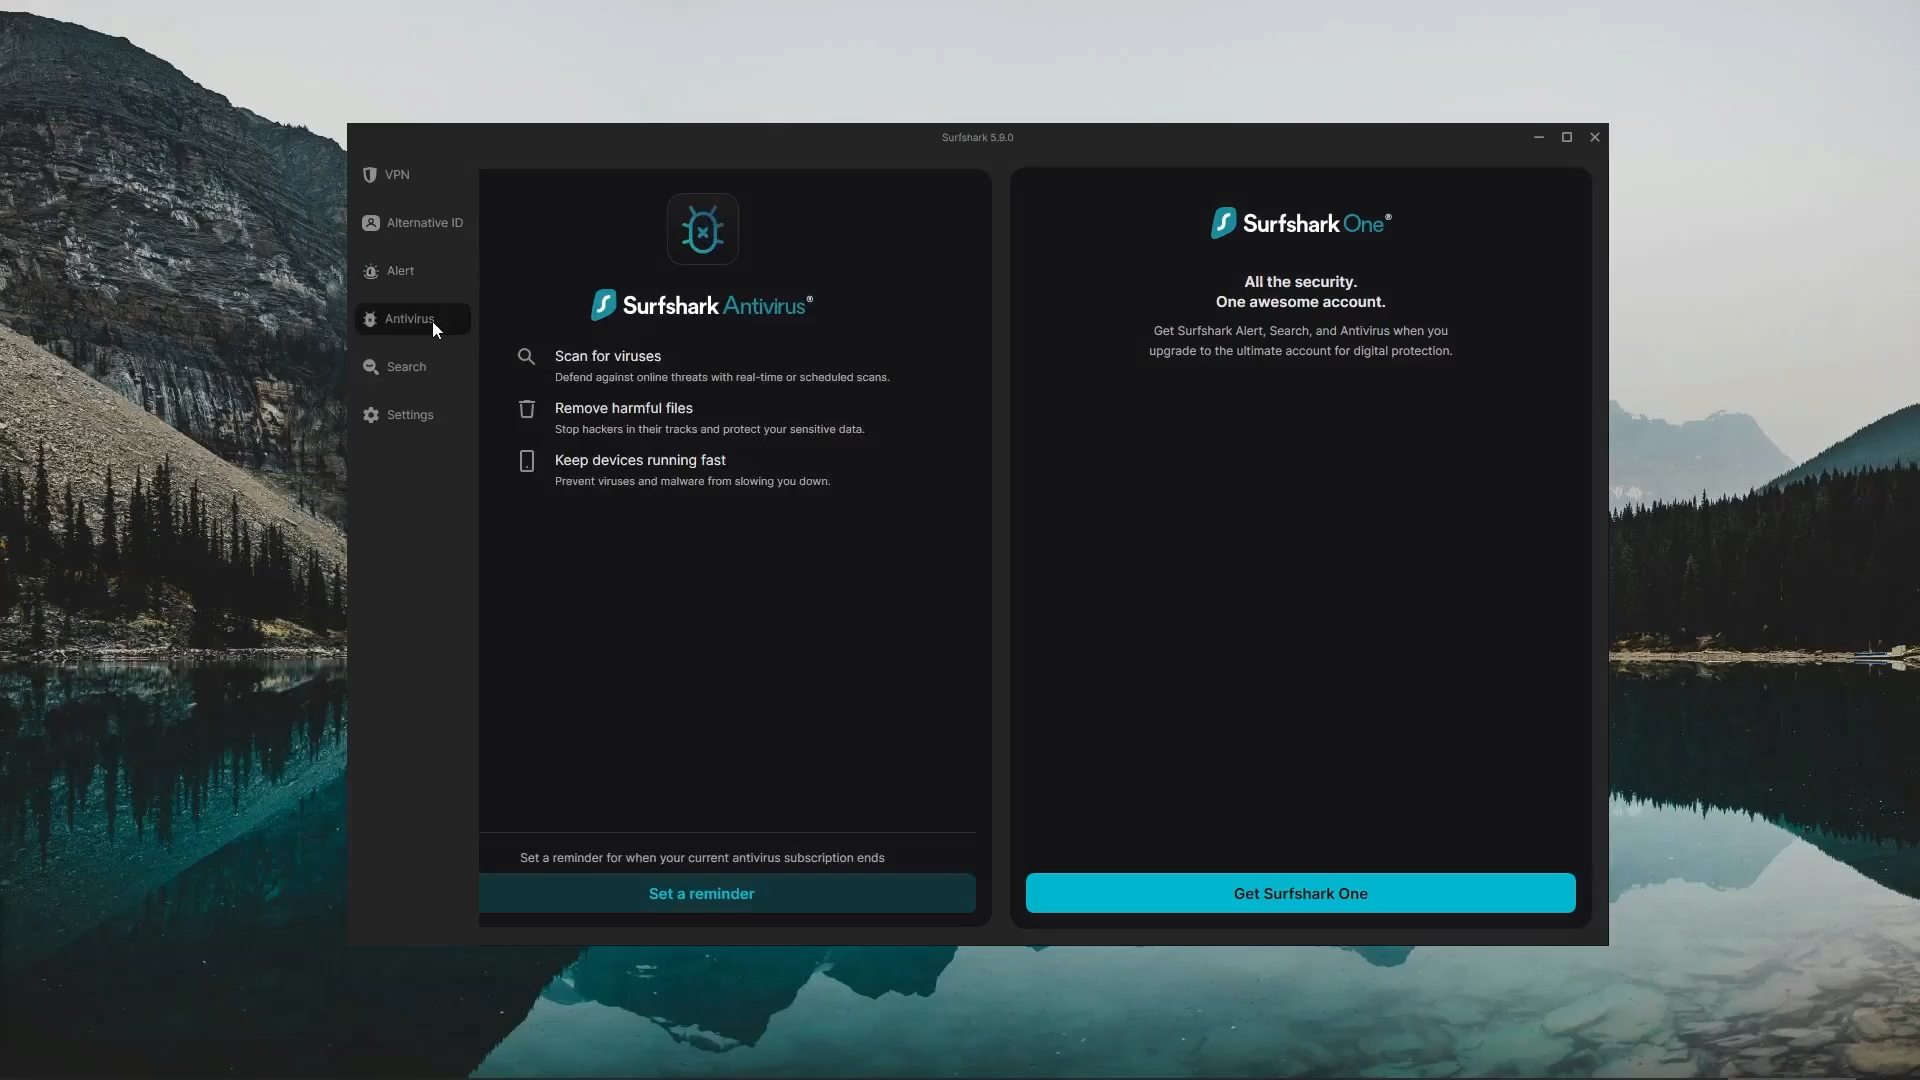 Surfshark 5.9.0
VPN
Alternative ID
Alert
Antivirus
Search
Settings
Surfshark Antivirus®
Scan for viruses
Defend against online threats with real-time or scheduled scans.
Remove harmful files
Stop hackers in their tracks and protect your sensitive data.
Keep devices running fast
Prevent viruses and malware from slowing you down.
Set a reminder for when your current antivirus subscription ends
Set a reminder
Surfshark One®
All the security.
One awesome account.
Get Surfshark Alert, Search, and Antivirus when you
upgrade to the ultimate account for digital protection.
Get Surfshark One